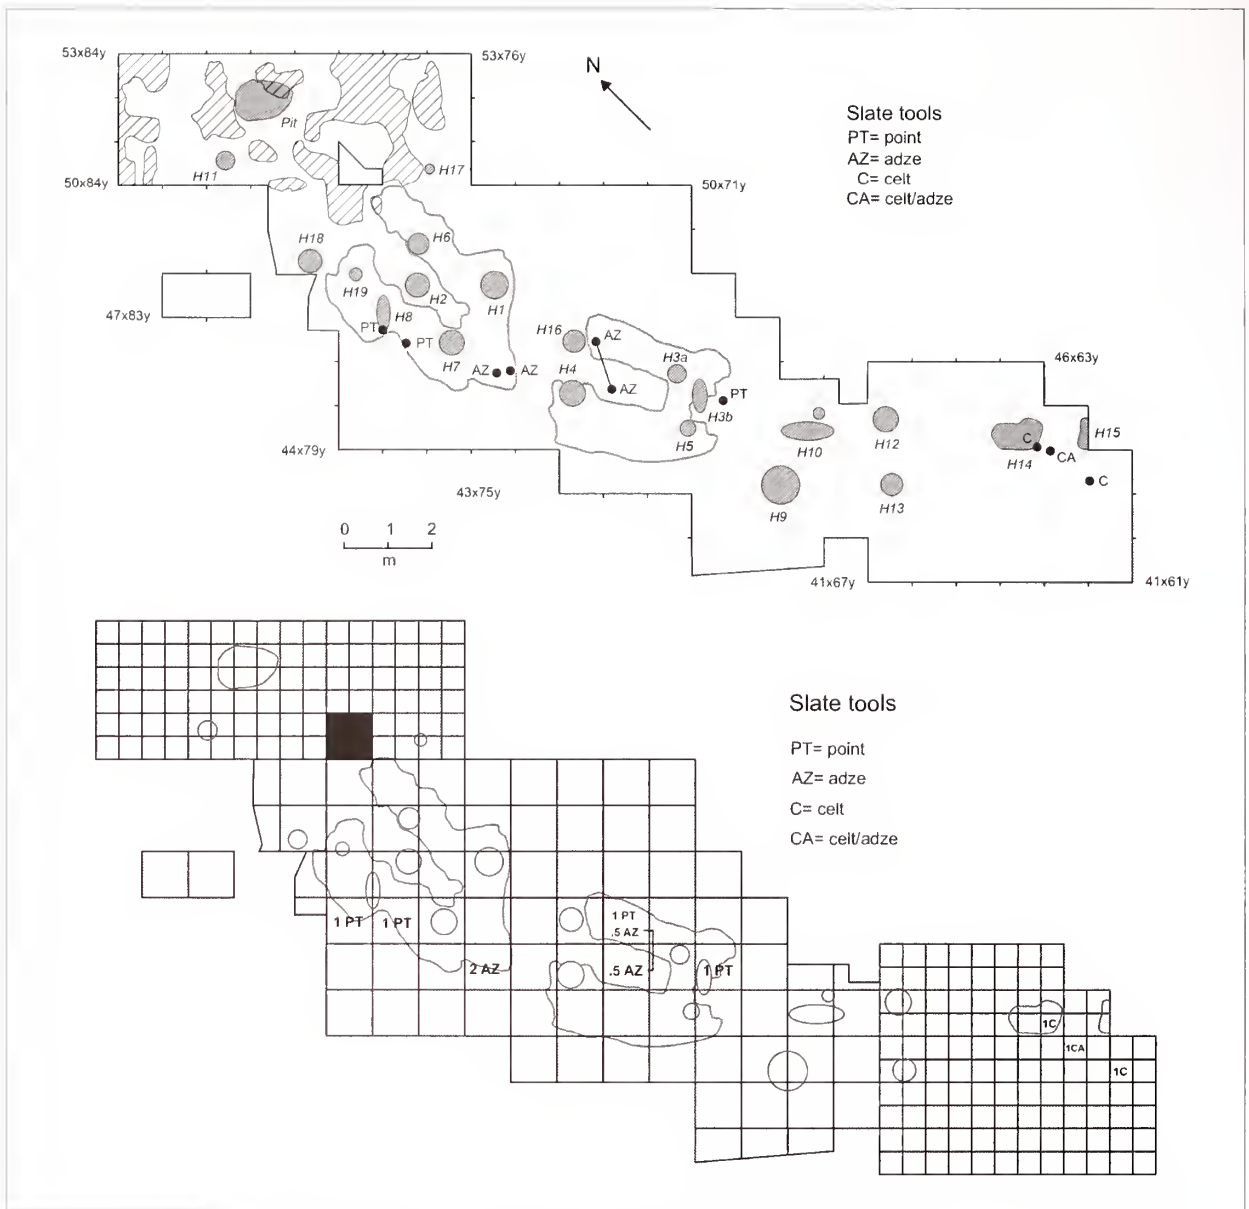 53x84y
53x76y
N
Slate tools
PT= point
AZ= adze
C= celt
CA= celt/adze
Pit
H11
H17
50x84y
50x71y
H18
H6
H19
H2
H1
47x83y
H8
PT
PT
H7
AZ
AZ
H16
AZ
H3a
H4
AZ
PT
H3b
H5
46x63y
H10
H12
C
H15
H14
CA
44x79y
43x75y
H9
H13
C
0 1 2
m
41x67y
41x61y
Slate tools
PT= point
AZ= adze
C= celt
CA= celt/adze
1 PT
1 PT
1 PT
.5 AZ
2 AZ
.5 AZ
1 PT
1C
1CA
1C